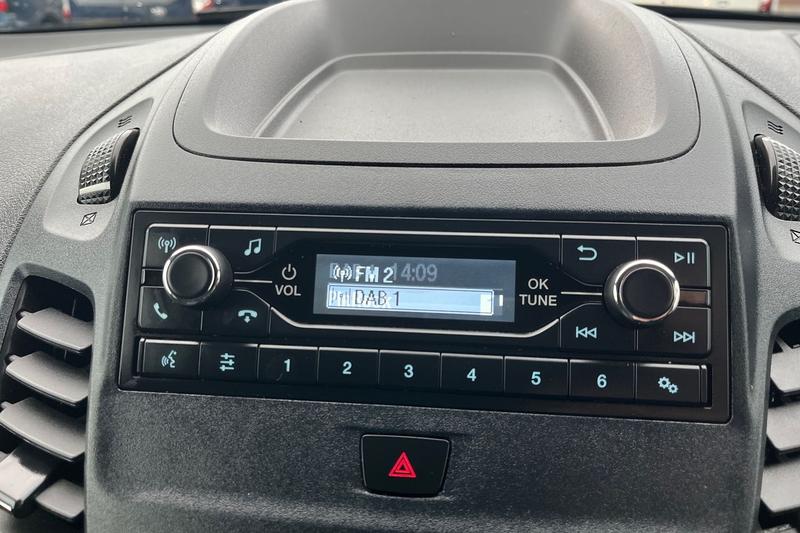 14:09
FM 2
DAB 1
VOL
OK
TUNE
1 2 3 4 5 6